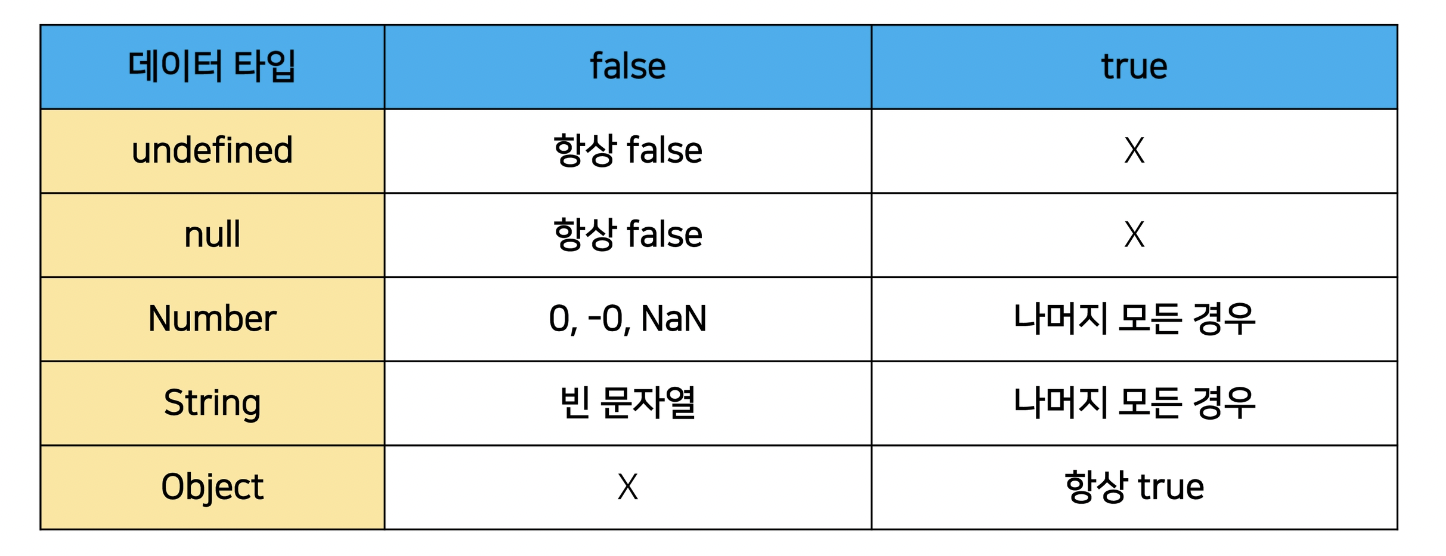 데이터 타입 false true
undefined 항상 false X
null 항상 false X
Number 0, -0, NaN 나머지 모든 경우
String 빈 문자열 나머지 모든 경우
Object X 항상 true